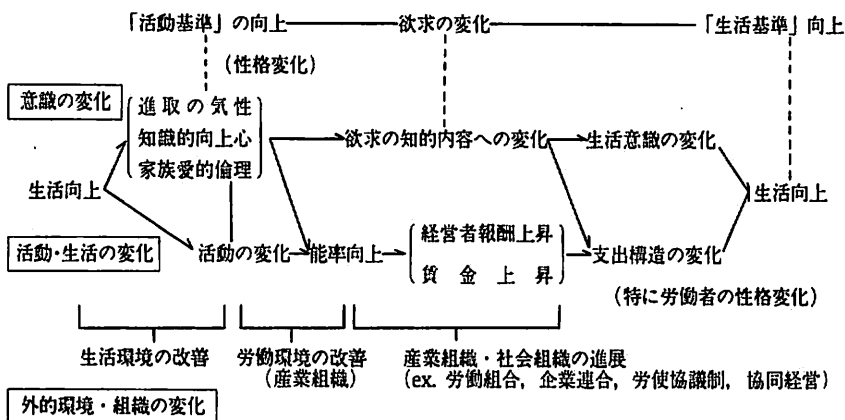 「活動基準」の向上 欲求の変化 「生活基準」向上
(性格変化)
意識の変化
進取の気性
知識的向上心 欲求の知的内容への変化 生活意識の変化
家族愛的倫理
生活向上 生活向上
経営者報酬上昇
活動・生活の変化 活動の変化 能率向上 支出構造の変化
賃金上昇
(特に労働者の性格変化)
生活環境の改善 労働環境の改善 産業組織・社会組織の進展
(産業組織) (ex. 労働組合, 企業連合, 労使協議制, 協同経営)
外的環境・組織の変化